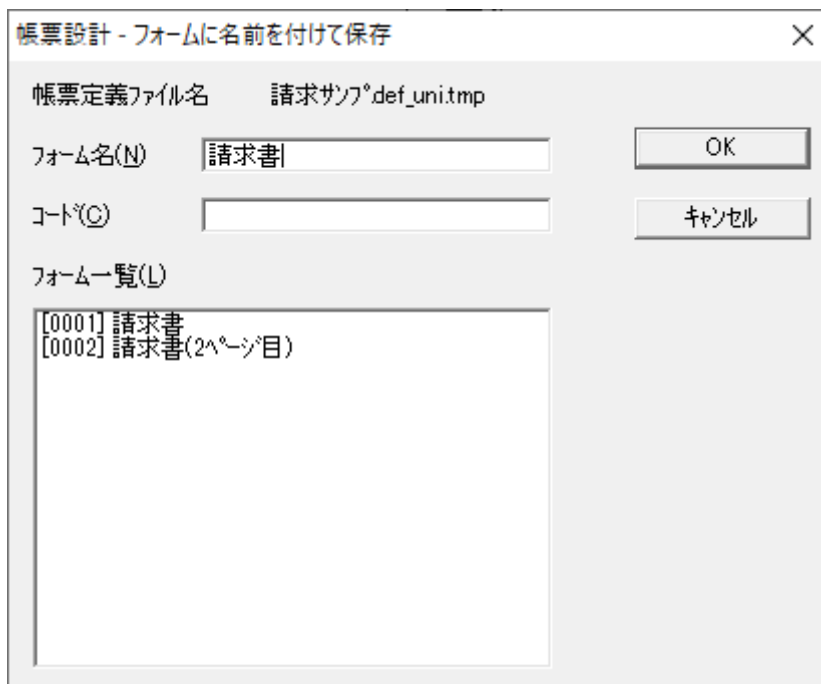 帳票設計 - フォームに名前を付けて保存
帳票定義ファイル名 請求サンプ.def_uni.tmp
フォーム名(N) 請求書
OK
コード(C)
キャンセル
フォーム一覧(L)
[0001] 請求書
[0002] 請求書(2ページ目)